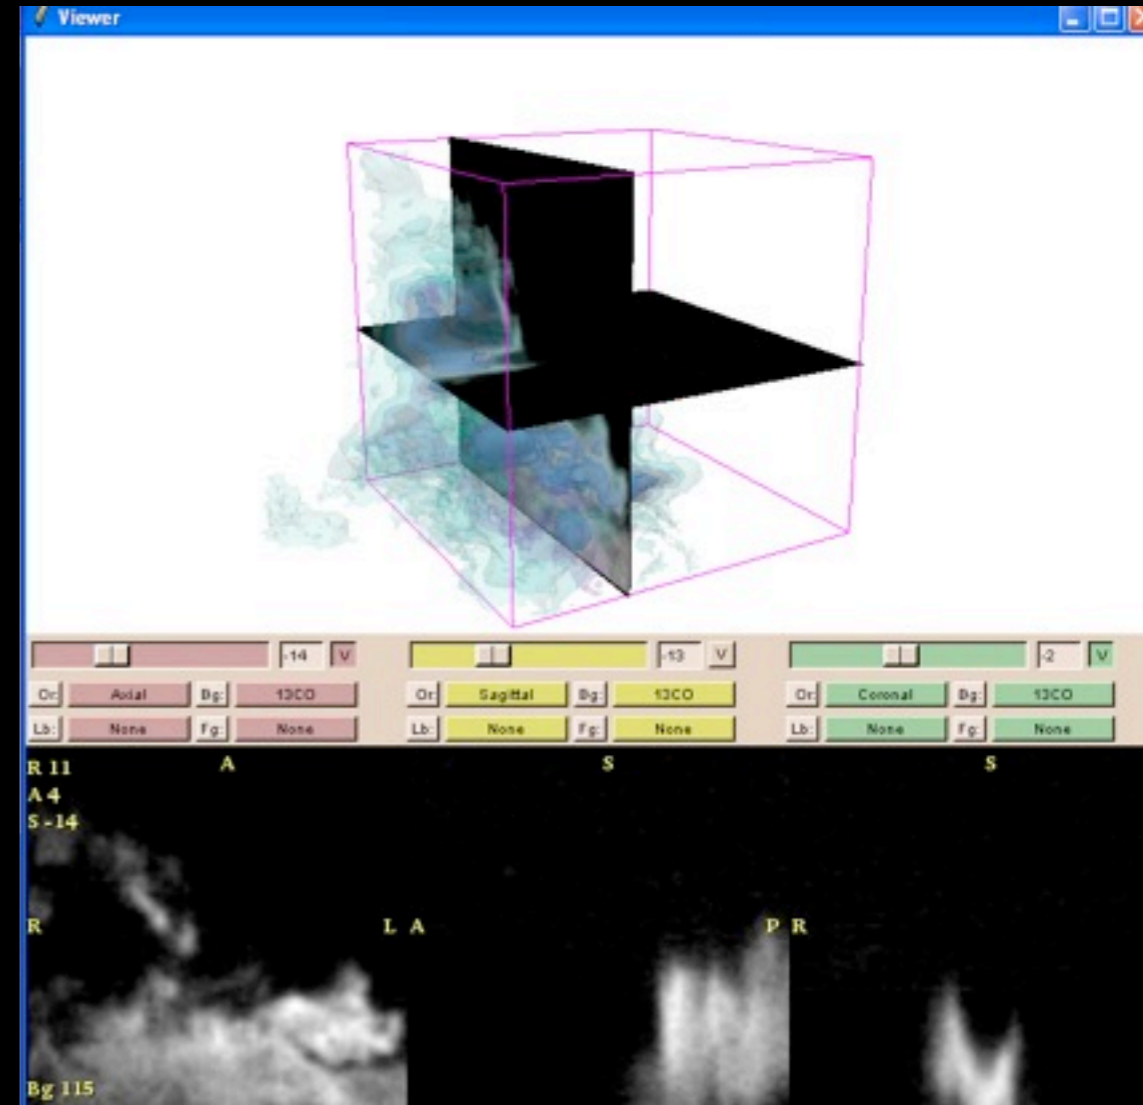 Viewer
-14 V -13 V -2 V
Or: Axial Bg: 13CO Or: Sagittal Bg: 13CO Or: Coronal Bg: 13CO
Lb: None Fg: None Lb: None Fg: None Lb: None Fg: None
R 11 A S S
A 4
S -14
R L A P R
Bg 115